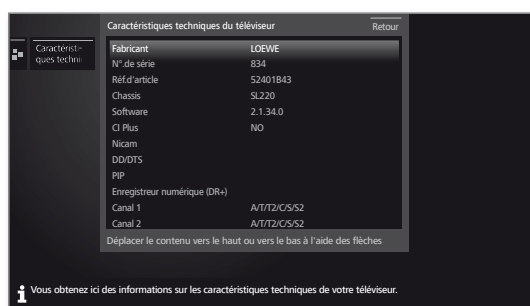 Caractéristiques techniques du téléviseur Retour
Caractéristi-
ques techni
Fabricant LOEWE
N°.de série 834
Réf.d'article 52401B43
Chassis SL220
Software 2.1.34.0
CI Plus NO
Nicam
DD/DTS
PIP
Enregistreur numérique (DR+)
Canal 1 A/T/T2/C/S/S2
Canal 2 A/T/T2/C/S/S2
Déplacer le contenu vers le haut ou vers le bas à l'aide des flèches
Vous obtenez ici des informations sur les caractéristiques techniques de votre téléviseur.